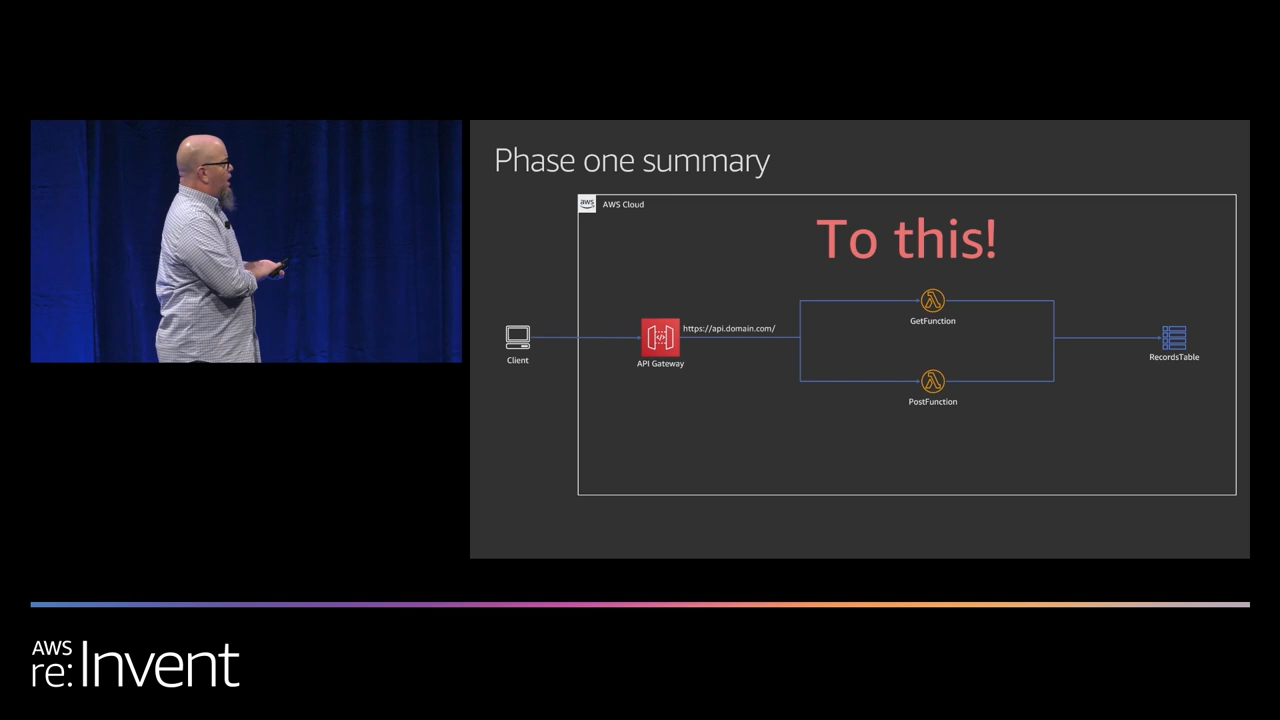 Phase one summary
aws
AWS Cloud
To this!
GetFunction
https://api.domain.com/
Client
API Gateway
RecordsTable
PostFunction
AWS
re:Invent